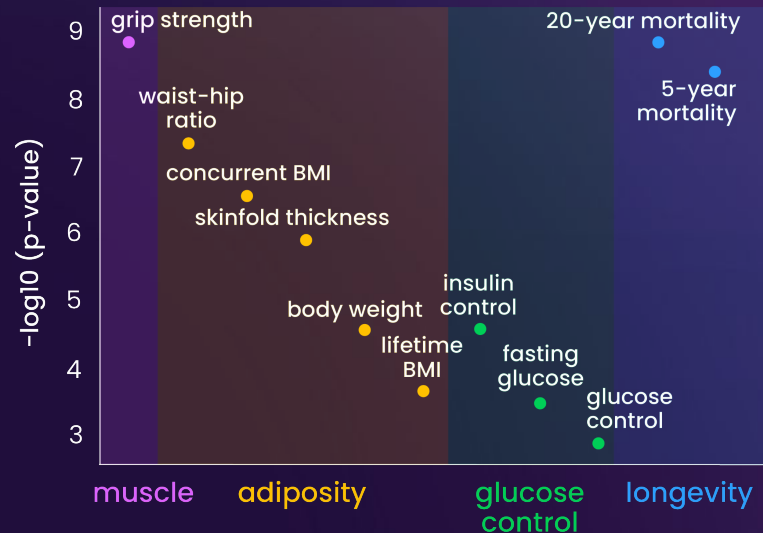 9
8
7
6
5
4
3
-log10 (p-value)
grip strength
waist-hip
ratio
concurrent BMI
skinfold thickness
body weight
lifetime
BMI
insulin
control
fasting
glucose
glucose
control
20-year mortality
5-year
mortality
muscle
adiposity
glucose
control
longevity